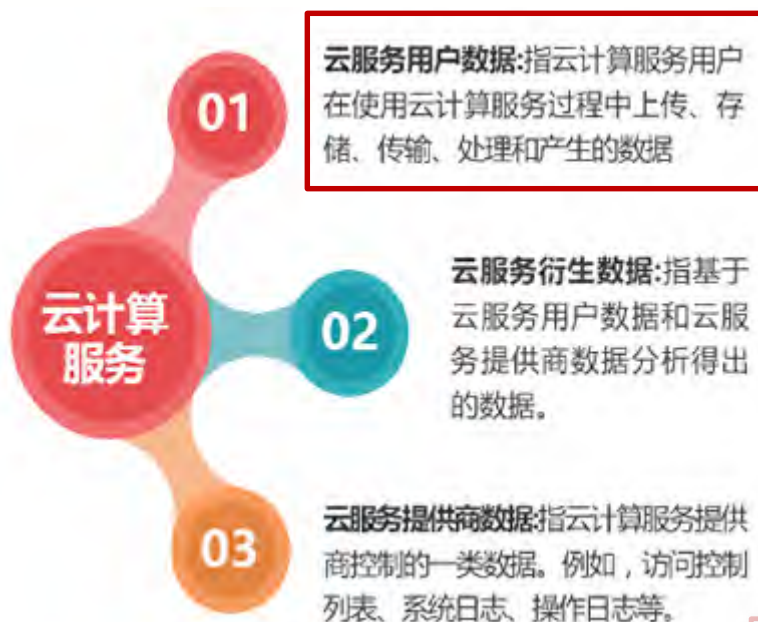 云计算
服务
01
云服务用户数据:指云计算服务用户
在使用云计算服务过程中上传、存
储、传输、处理和产生的数据
02
云服务衍生数据:指基于
云服务用户数据和云服
务提供商数据分析得出
的数据。
03
云服务提供商数据:指云计算服务提供
商控制的一类数据。例如，访问控制
列表、系统日志、操作日志等。